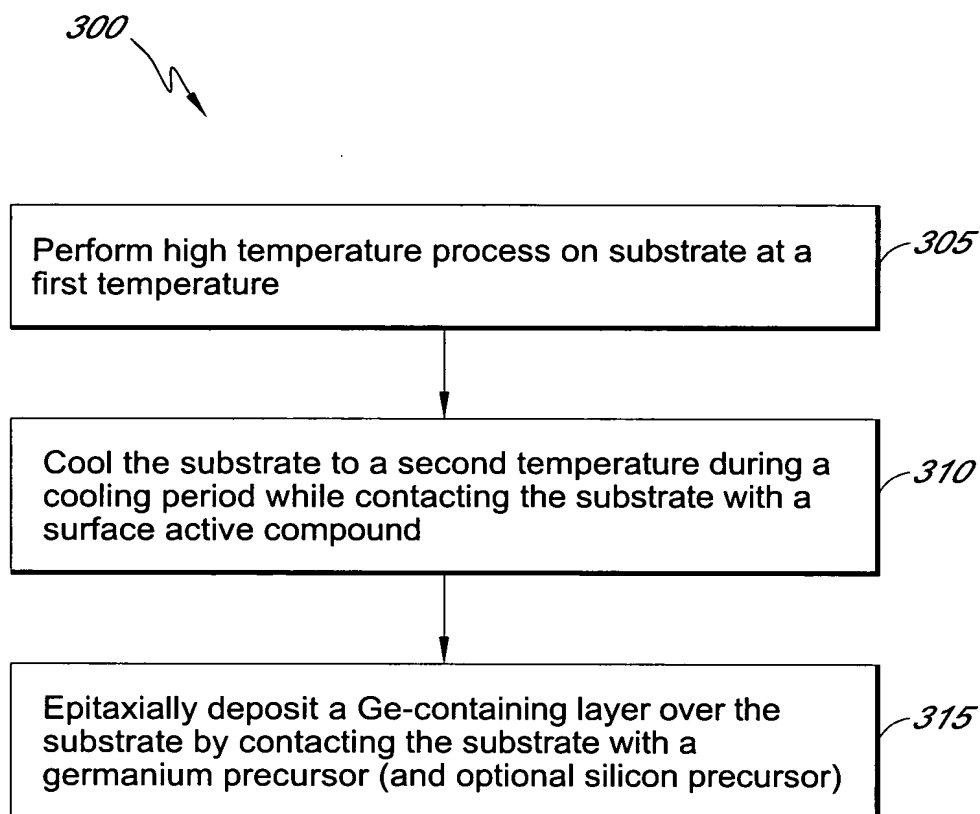 300
Perform high temperature process on substrate at a
first temperature
305
Cool the substrate to a second temperature during a
cooling period while contacting the substrate with a
surface active compound
310
Epitaxially deposit a Ge-containing layer over the
substrate by contacting the substrate with a
germanium precursor (and optional silicon precursor)
315